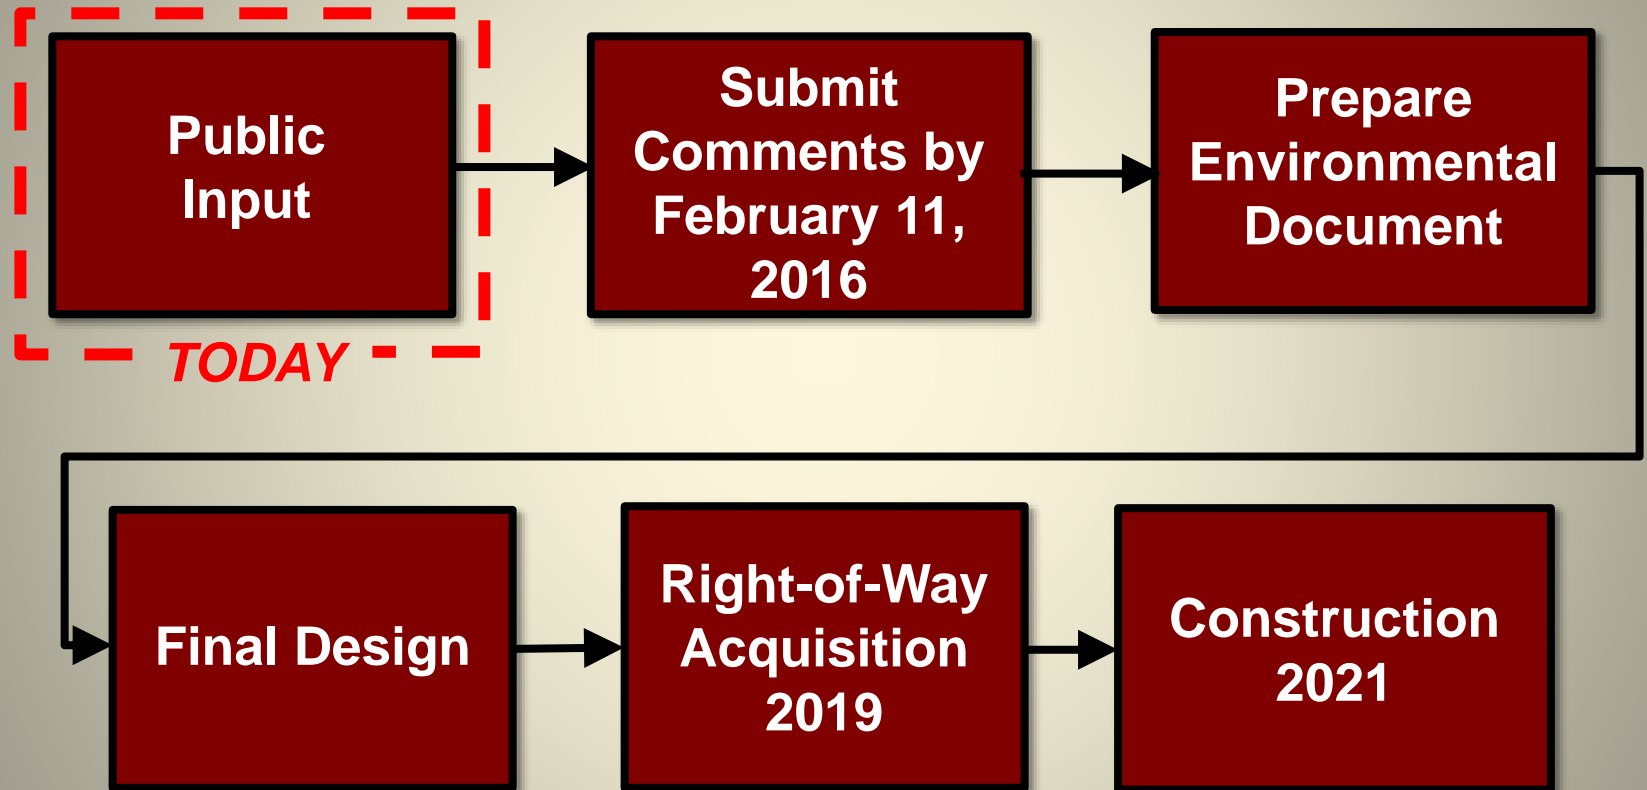 Public
Input
TODAY
Submit
Comments by
February 11,
2016
Prepare
Environmental
Document
Final Design
Right-of-Way
Acquisition
2019
Construction
2021